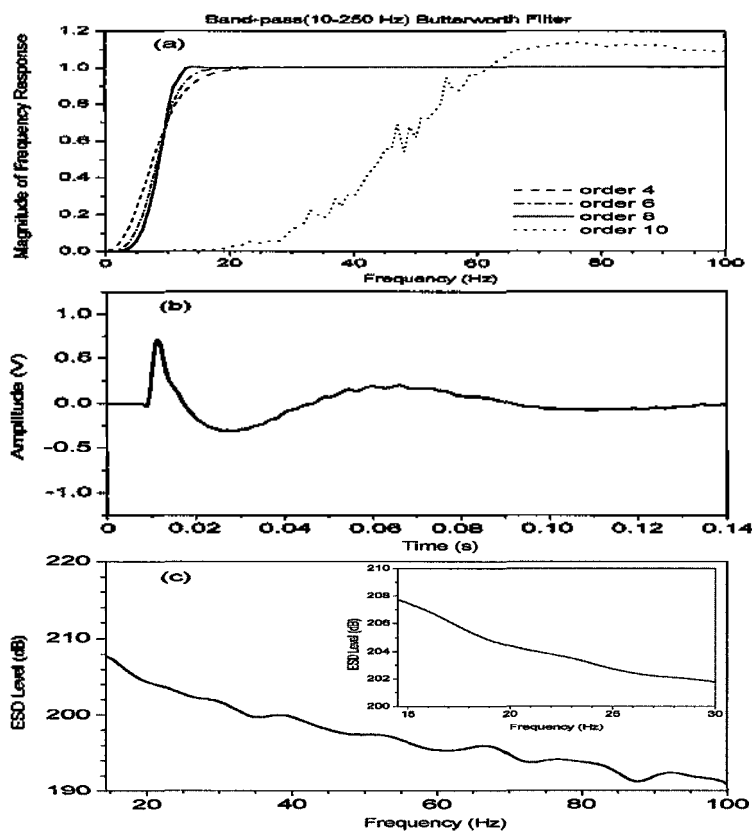 Band-pass(10-250 Hz) Butterworth Filter
(a)
Magnitude of Frequency Response
1.2
1.0
0.8
0.6
0.4
0.2
0.0
order 4
order 6
order 8
order 10
0 20 40 60 80 100
Frequency (Hz)
(b)
Amplitude (V)
1.0
0.5
0.0
-0.5
-1.0
0 0.02 0.04 0.06 0.08 0.10 0.12 0.14
Time (s)
(c)
ESD Level (dB)
220
210
200
190
20 40 60 80 100
Frequency (Hz)
ESD Level (dB)
210
208
206
204
202
200
15 20 25 30
Frequency (Hz)